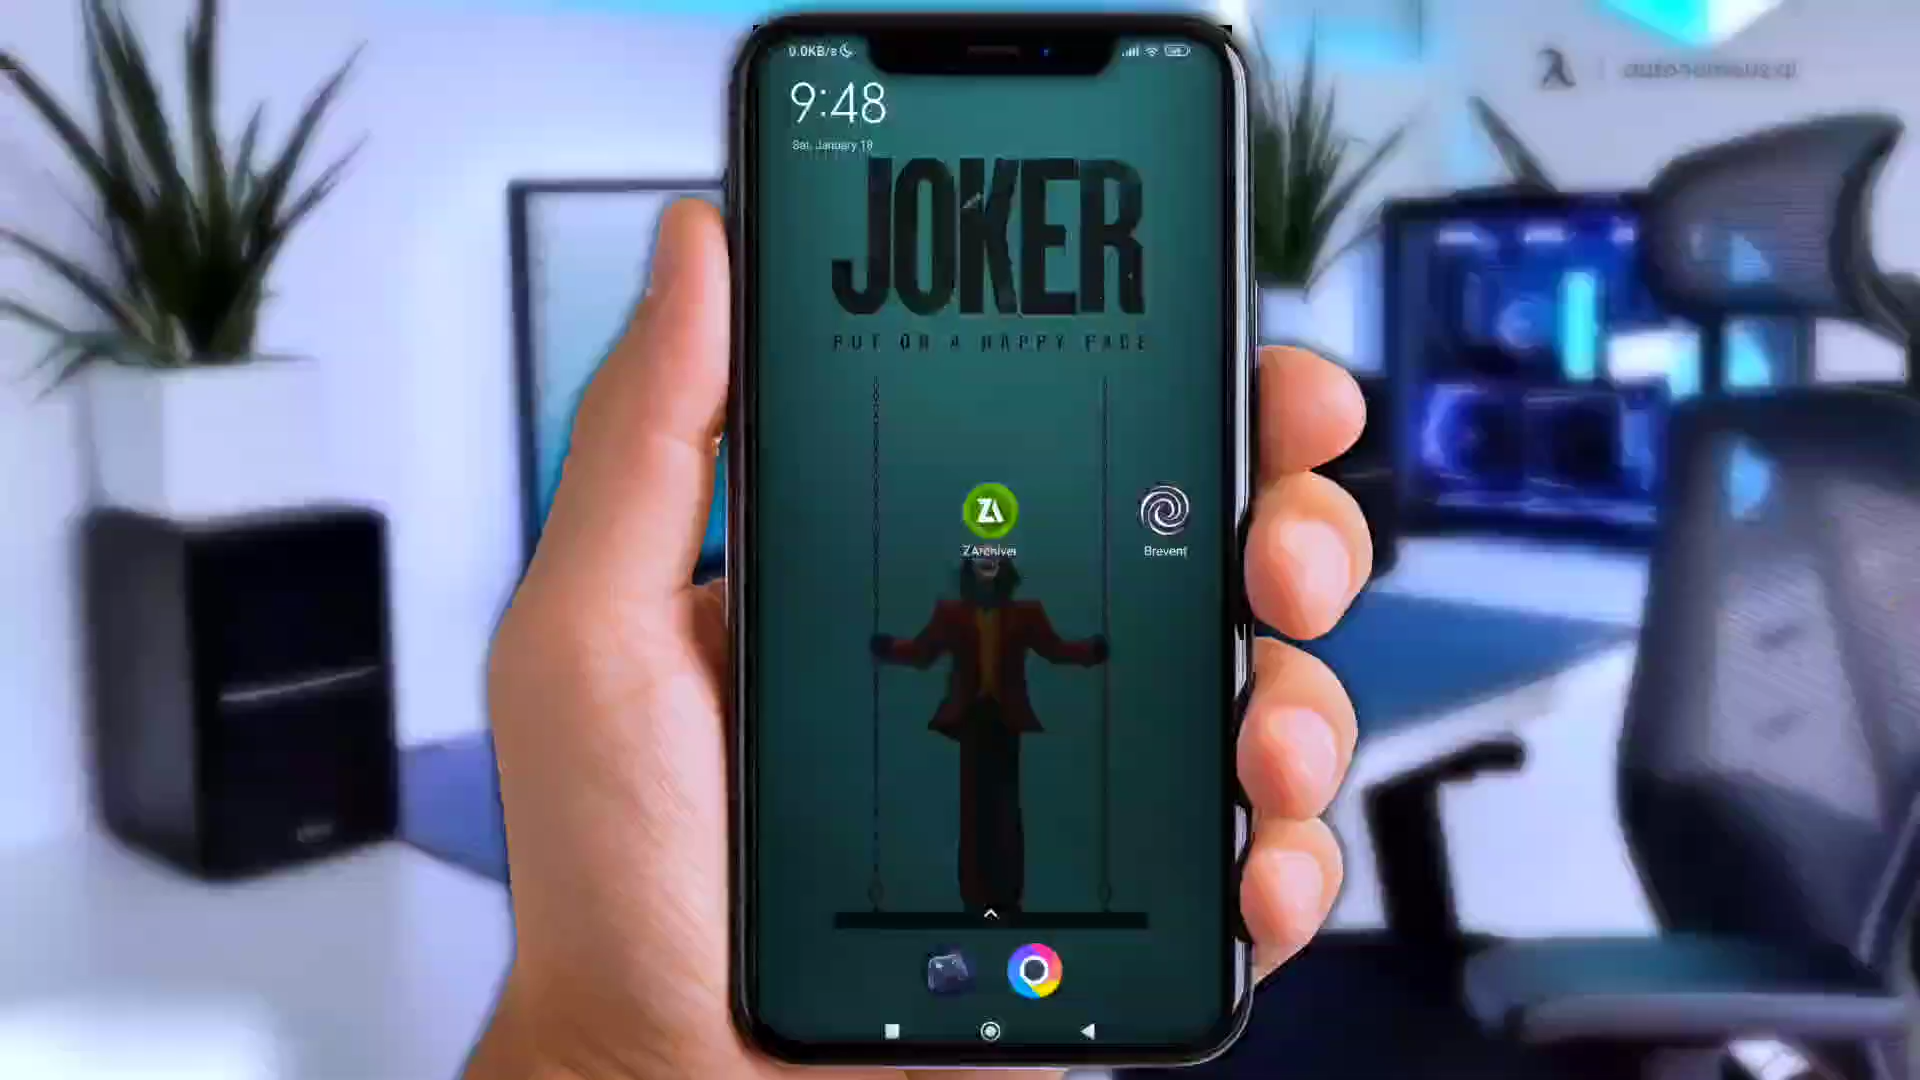 0.0KB/s
9:48
Sat, January 18
JOKER
PUT ON A HAPPY FACE
ZArchiver
Brevent